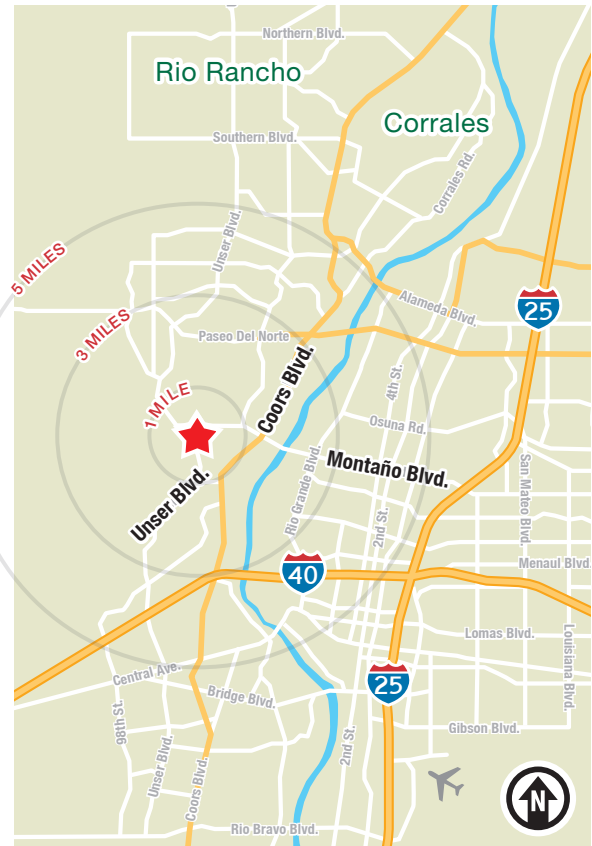 Northern Blvd.
Rio Rancho
Corrales
Southern Blvd.
Corrales Rd.
Unser Blvd.
5 MILES
3 MILES
1 MILE
Alameda Blvd.
25
Paseo Del Norte
Coors Blvd.
4th St.
Osuna Rd.
Montaño Blvd.
Rio Grande Blvd.
Unser Blvd.
2nd St.
San Mateo Blvd.
Menaul Blvd.
40
Lomas Blvd.
Louisiana Blvd.
Central Ave.
25
Bridge Blvd.
98th St.
Unser Blvd.
Coors Blvd.
2nd St.
Gibson Blvd.
Rio Bravo Blvd.
N